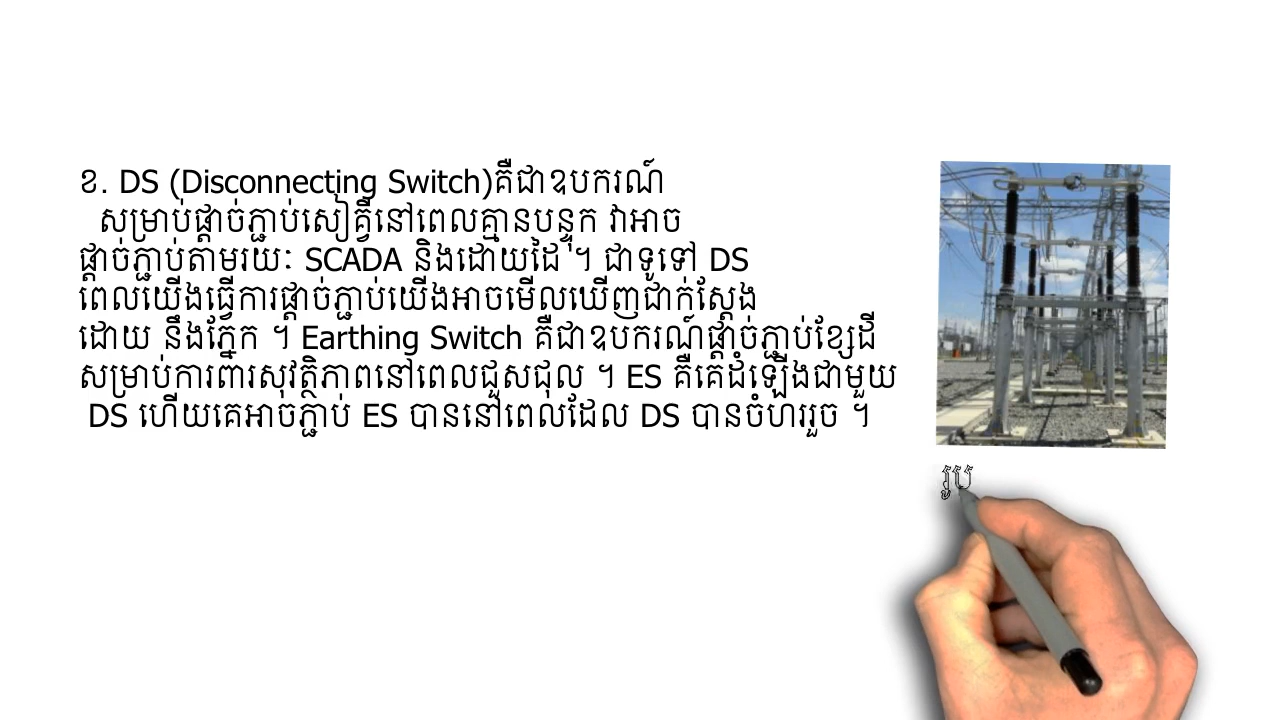 ខ. DS (Disconnecting Switch)គឺជាឧបករណ៍
សម្រាប់ផ្តាច់ភ្ជាប់សៀគ្វីនៅពេលគ្មានបន្ទុក វាអាច
ផ្តាច់ភ្ជាប់តាមរយៈ SCADA និងដោយដៃ ។ ជាទូទៅ DS
ពេលយើងធ្វើការផ្តាច់ភ្ជាប់យើងអាចមើលឃើញជាក់ស្តែង
ដោយ នឹងភ្នែក ។ Earthing Switch គឺជាឧបករណ៍ផ្តាច់ភ្ជាប់ខ្សែដី
សម្រាប់ការពារសុវត្ថិភាពនៅពេលជួសជុល ។ ES គឺគេដំឡើងជាមួយ
DS ហើយគេអាចភ្ជាប់ ES បាននៅពេលដែល DS បានចំហររួច ។
រូប